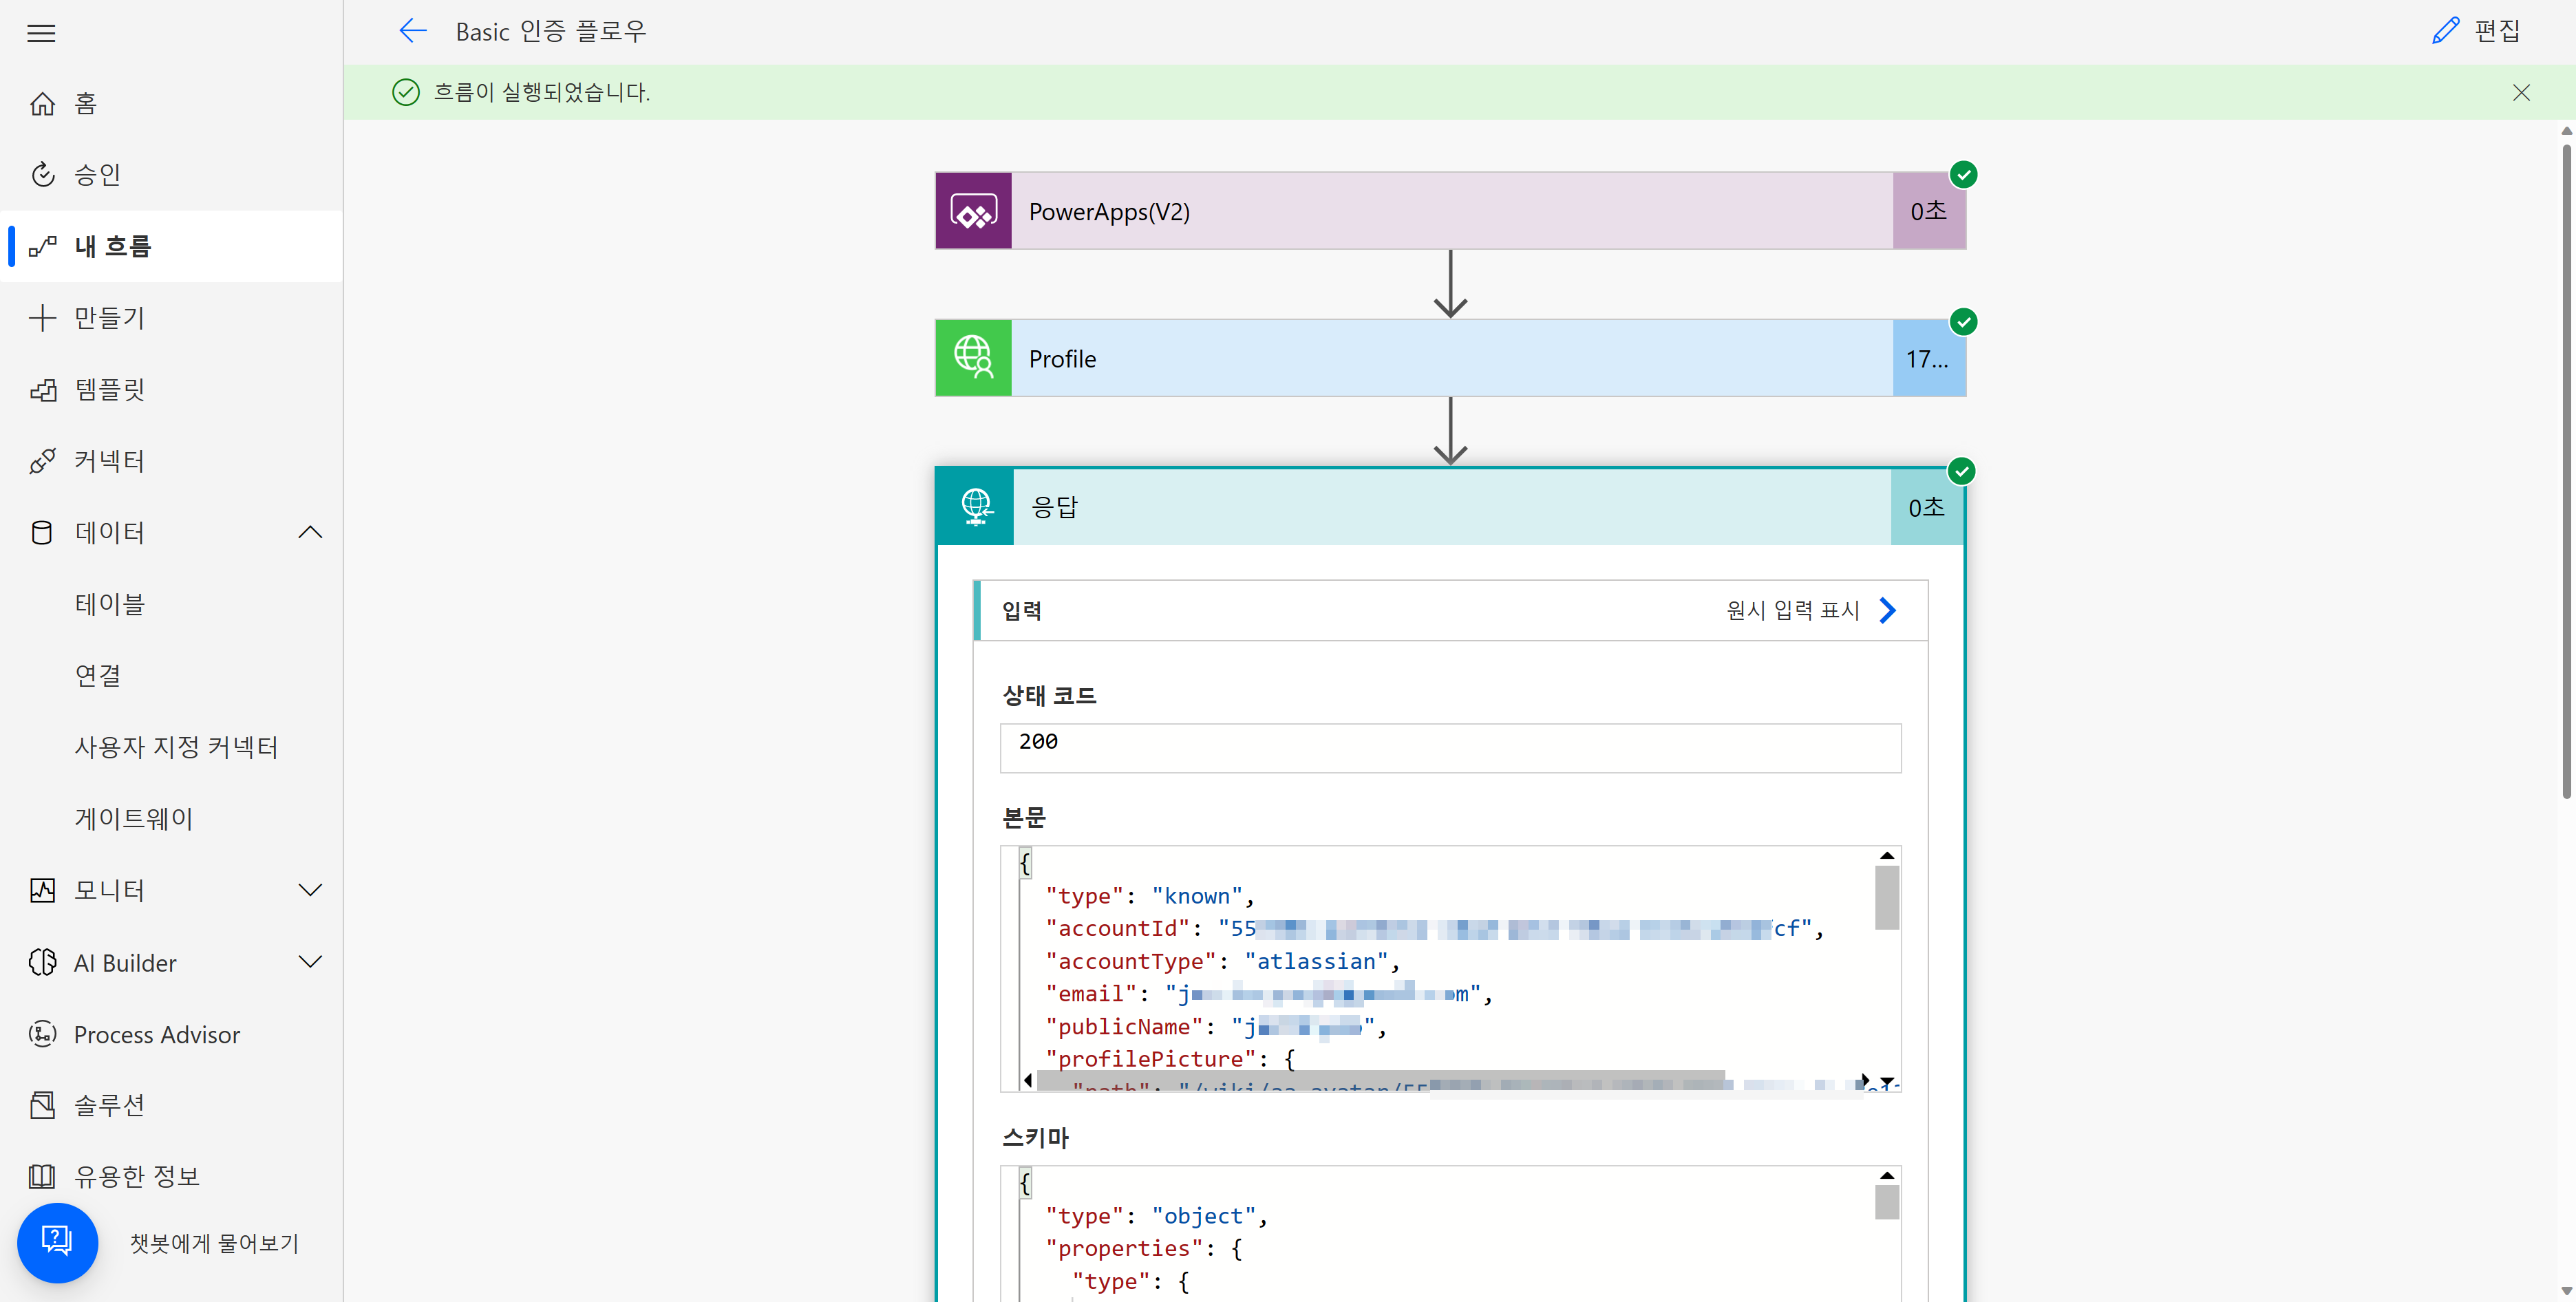 Basic 인증 플로우
편집
흐름이 실행되었습니다.
홈
승인
내 흐름
만들기
템플릿
커넥터
데이터
테이블
연결
사용자 지정 커넥터
게이트웨이
모니터
AI Builder
Process Advisor
솔루션
유용한 정보
챗봇에게 물어보기
PowerApps(V2)
0초
Profile
17...
응답
0초
입력
원시 입력 표시
상태 코드
200
본문
{
"type": "known",
"accountId": "55 cf",
"accountType": "atlassian",
"email": "j m",
"publicName": "j ",
"profilePicture": {
"path": "/wiki/aa-avatar/55
스키마
{
"type": "object",
"properties": {
"type": {